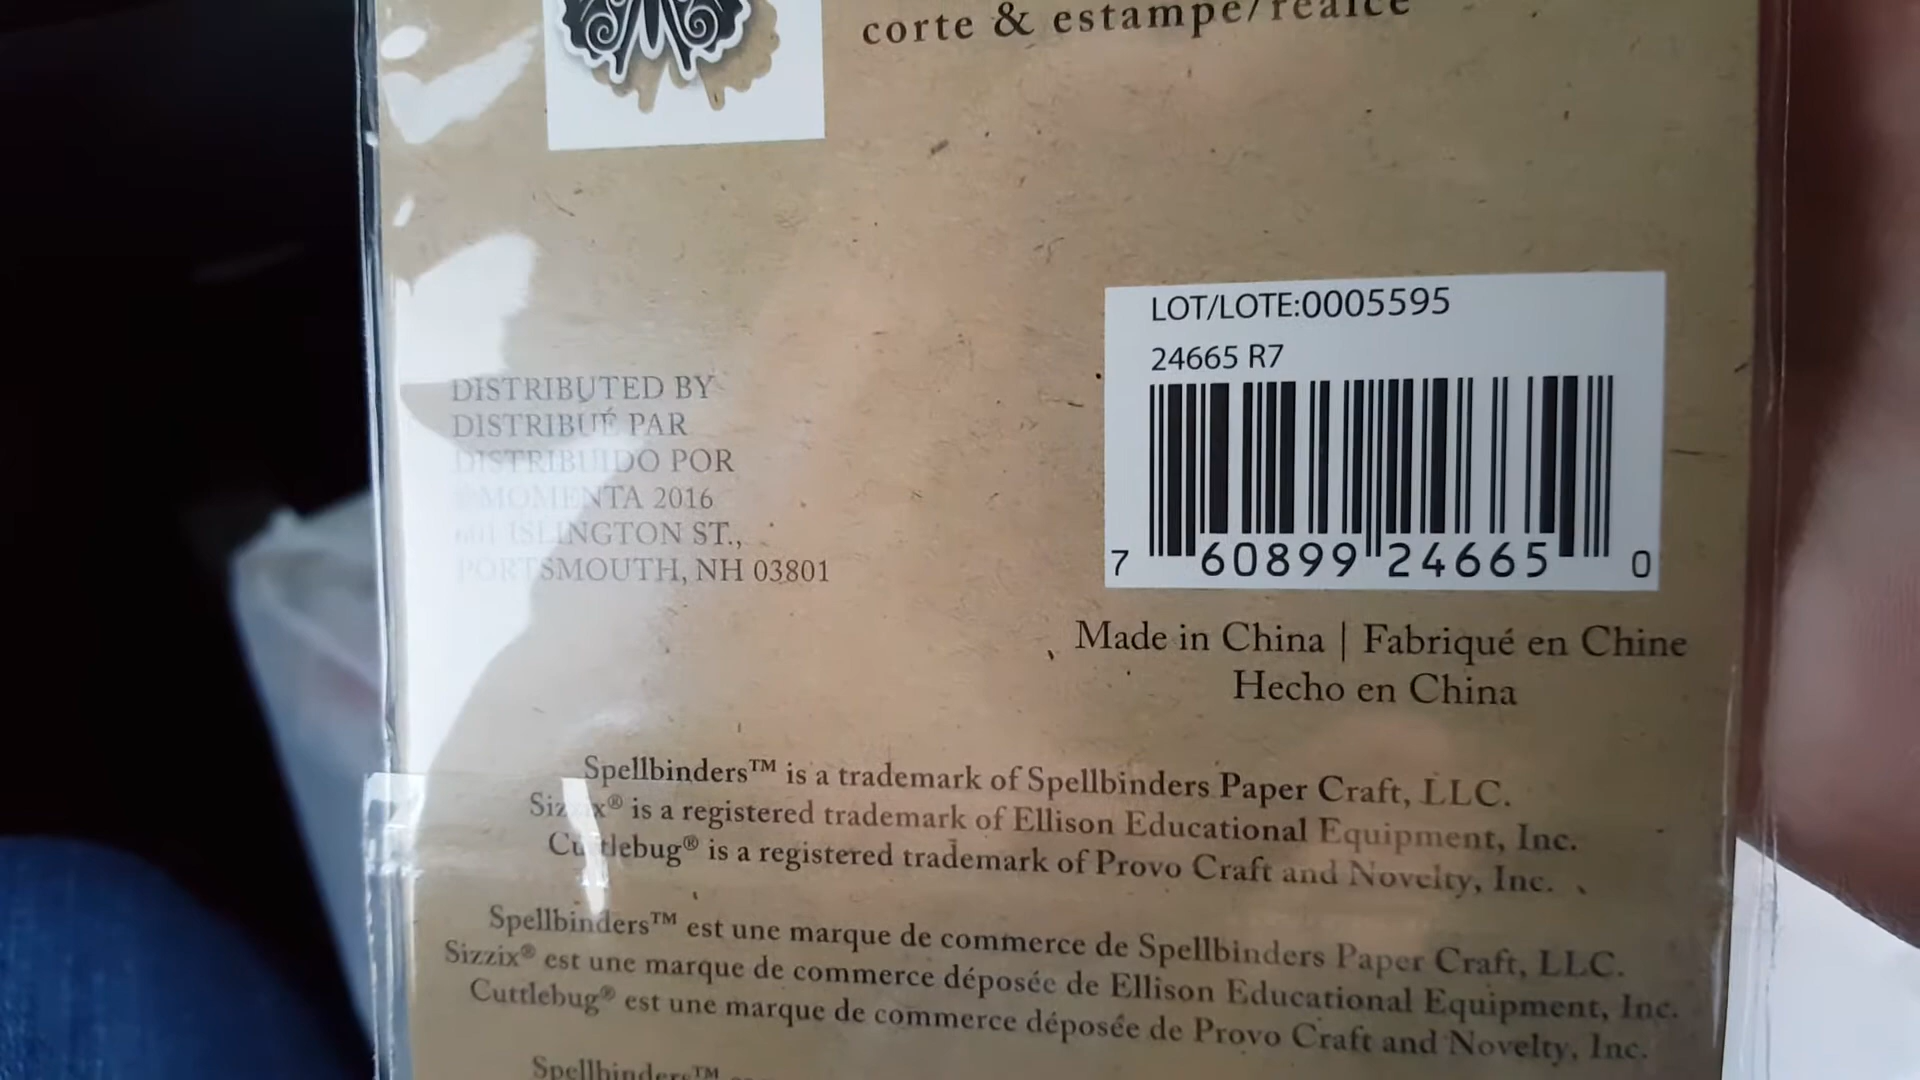 corte & estampe/realce
LOT/LOTE:0005595
24665 R7
7 60899 24665 0
DISTRIBUTED BY
DISTRIBUÉ PAR
DISTRIBUIDO POR
©MOMENTA 2016
601 ISLINGTON ST.,
PORTSMOUTH, NH 03801
Made in China | Fabriqué en Chine
Hecho en China
Spellbinders™ is a trademark of Spellbinders Paper Craft, LLC.
Sizzix® is a registered trademark of Ellison Educational Equipment, Inc.
Cuttlebug® is a registered trademark of Provo Craft and Novelty, Inc.
Spellbinders™ est une marque de commerce de Spellbinders Paper Craft, LLC.
Sizzix® est une marque de commerce déposée de Ellison Educational Equipment, Inc.
Cuttlebug® est une marque de commerce déposée de Provo Craft and Novelty, Inc.
Spellbinders™